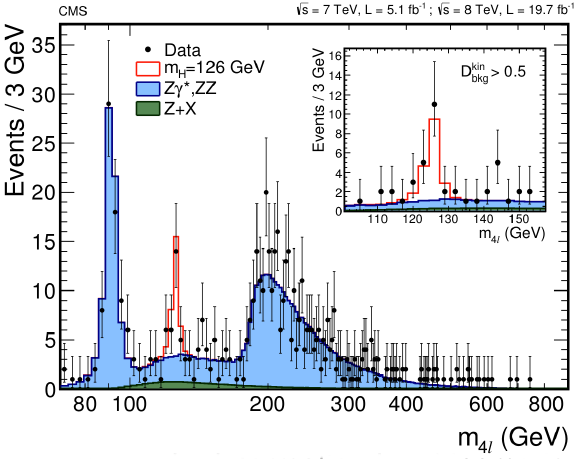 CMS
√s = 7 TeV, L = 5.1 fb⁻¹ ; √s = 8 TeV, L = 19.7 fb⁻¹
Events / 3 GeV
35
30
25
20
15
10
5
0
Data
m_H=126 GeV
Zγ*,ZZ
Z+X
80
100
200
300
400
600
800
m_4l (GeV)
Events / 3 GeV
16
14
12
10
8
6
4
2
0
D^kin_bkg > 0.5
110
120
130
140
150
m_4l (GeV)